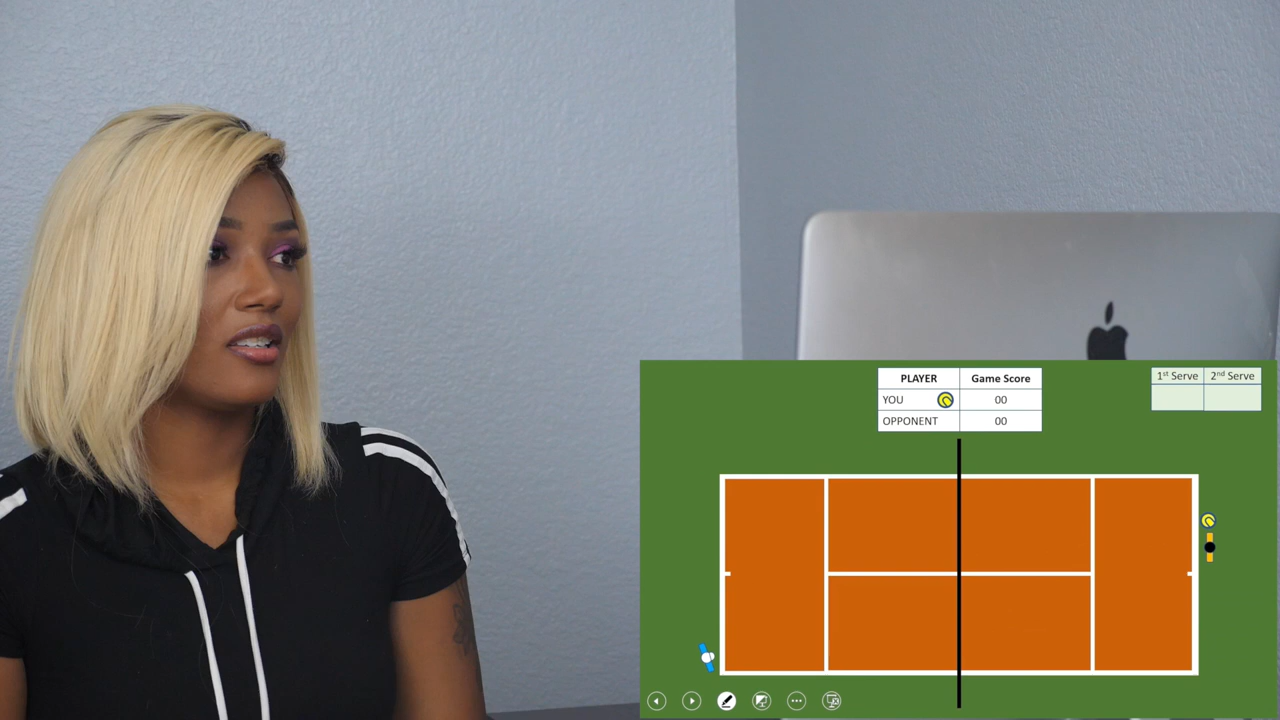 PLAYER Game Score
YOU 00
OPPONENT 00
1st Serve 2nd Serve